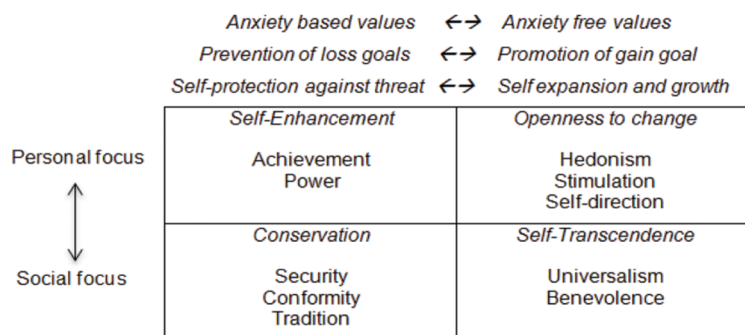 Anxiety based values ←→ Anxiety free values
Prevention of loss goals ←→ Promotion of gain goal
Self-protection against threat ←→ Self expansion and growth
Self-Enhancement Openness to change
Personal focus
Achievement Hedonism
Power Stimulation
Self-direction
Conservation Self-Transcendence
Social focus
Security Universalism
Conformity Benevolence
Tradition